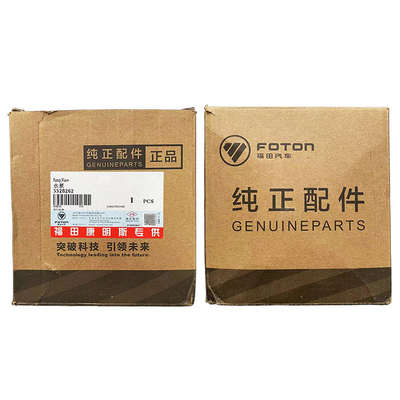 纯正配件
GENUINEPARTS
正品
水泵
5528262
1 PCS
FOTON
福田康明斯专供
突破科技 引领未来
Technology leading into the future.
FOTON
福田汽车
纯正配件
GENUINEPARTS